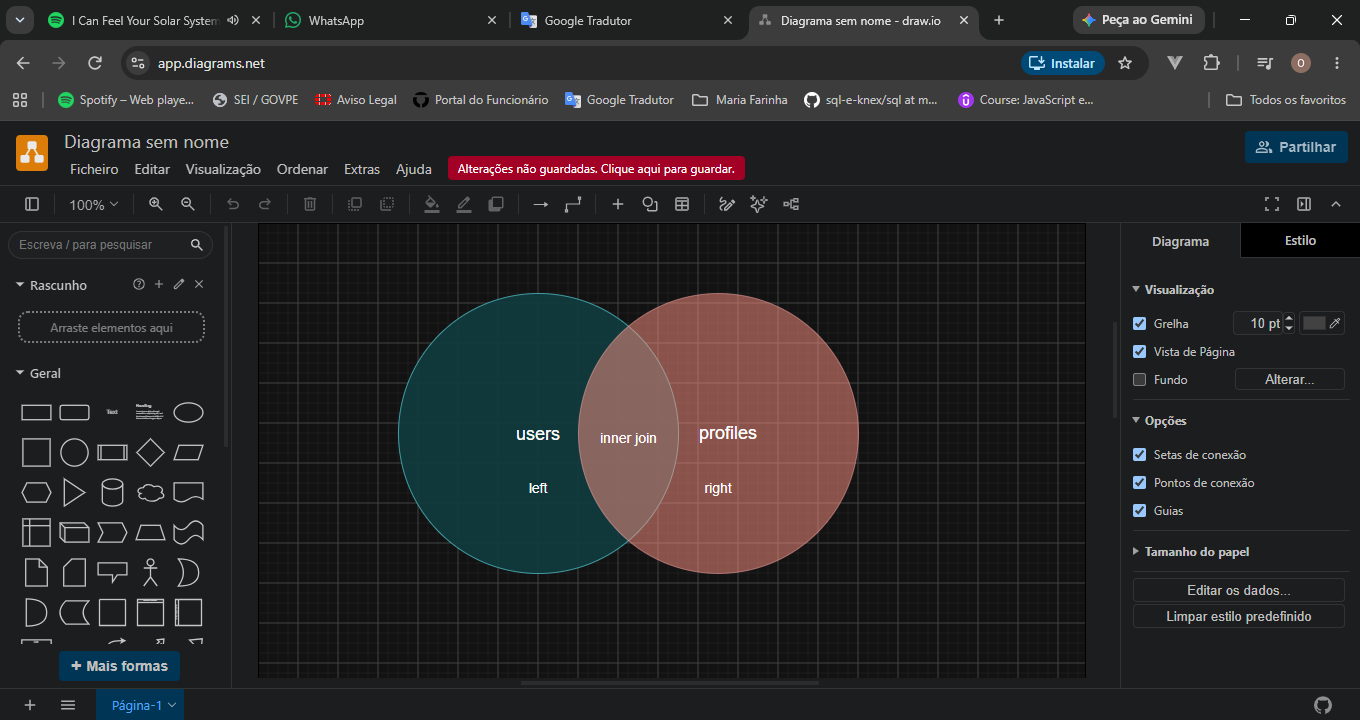 I Can Feel Your Solar System
WhatsApp
Google Tradutor
Diagrama sem nome - draw.io
Peça ao Gemini
app.diagrams.net
Instalar
O
Spotify – Web playe...
SEI / GOVPE
Aviso Legal
Portal do Funcionário
Google Tradutor
Maria Farinha
sql-e-knex/sql at m...
Course: JavaScript e...
Todos os favoritos
Diagrama sem nome
Partilhar
Ficheiro
Editar
Visualização
Ordenar
Extras
Ajuda
Alterações não guardadas. Clique aqui para guardar.
100%
Escreva / para pesquisar
Rascunho
Arraste elementos aqui
Geral
Text
Heading
Mais formas
users
inner join
profiles
left
right
Diagrama
Estilo
Visualização
Grelha
10 pt
Vista de Página
Fundo
Alterar...
Opções
Setas de conexão
Pontos de conexão
Guias
Tamanho do papel
Editar os dados...
Limpar estilo predefinido
Página-1